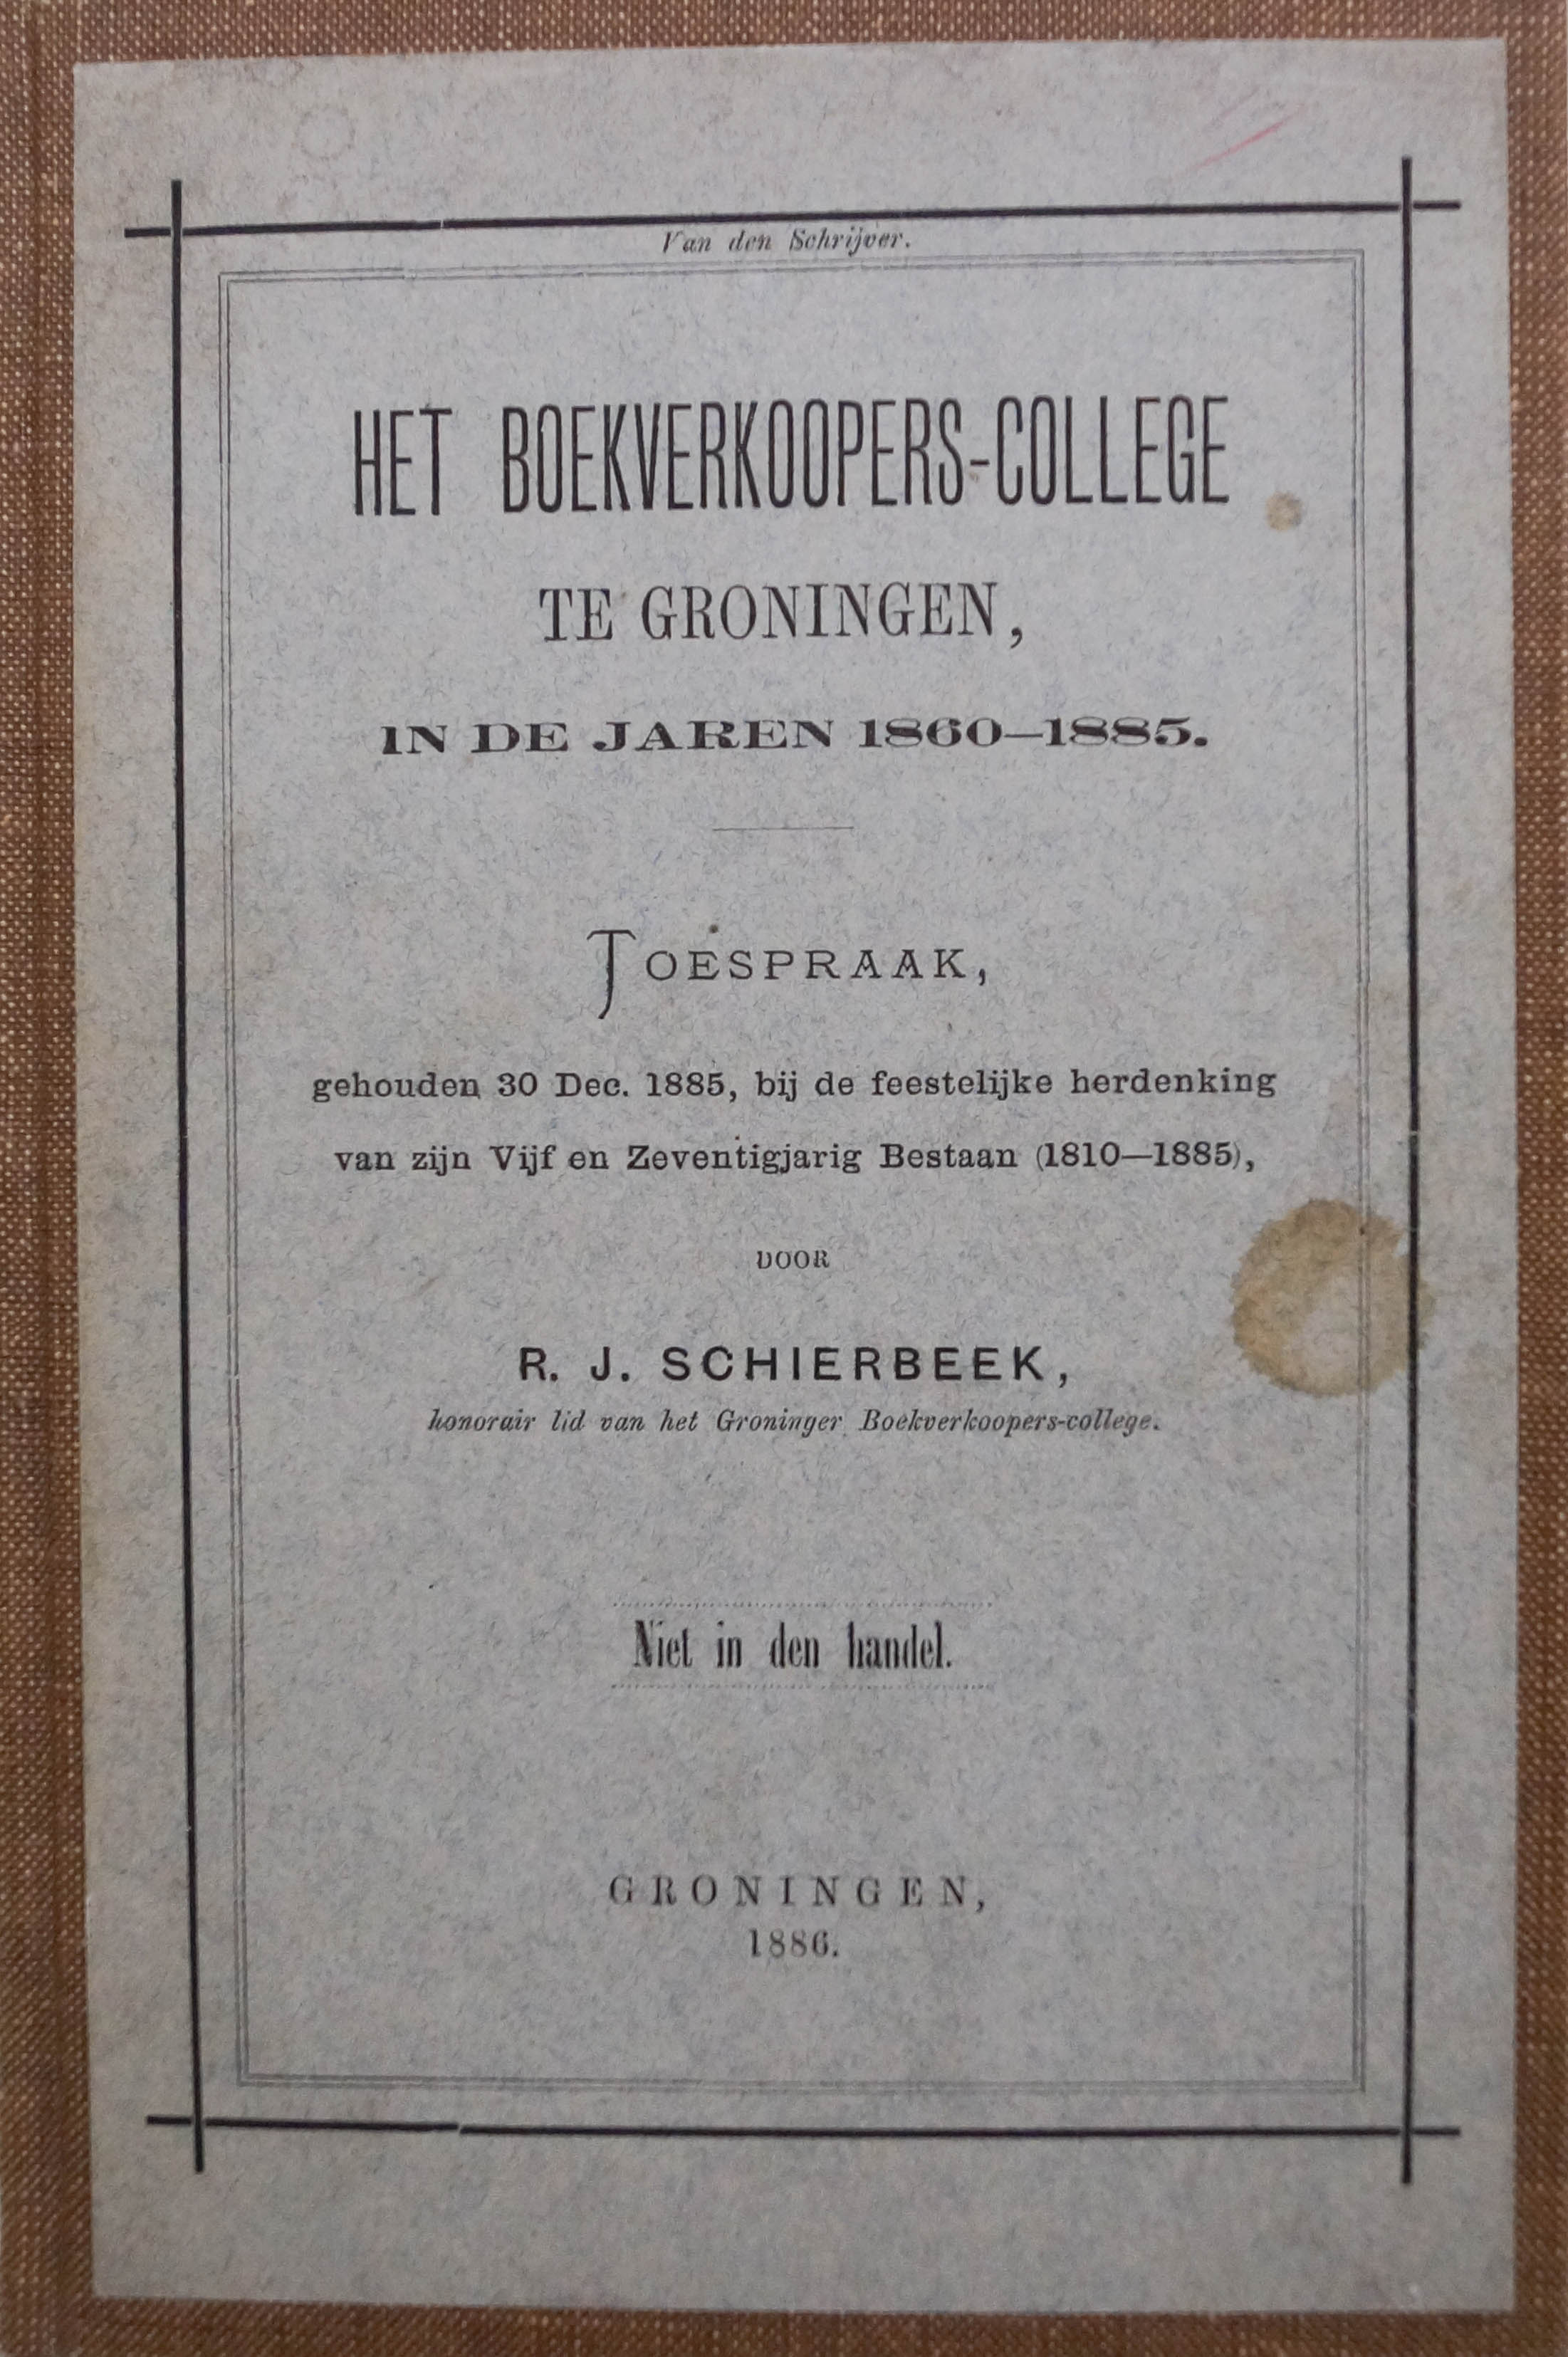 Van den Schrijver.
HET BOEKVERKOOPERS-COLLEGE
TE GRONINGEN,
IN DE JAREN 1860—1885.
TOESPRAAK,
gehouden 30 Dec. 1885, bij de feestelijke herdenking
van zijn Vijf en Zeventigjarig Bestaan (1810—1885),
DOOR
R. J. SCHIERBEEK,
honorair lid van het Groninger Boekverkoopers-college.
Niet in den handel.
GRONINGEN,
1886.